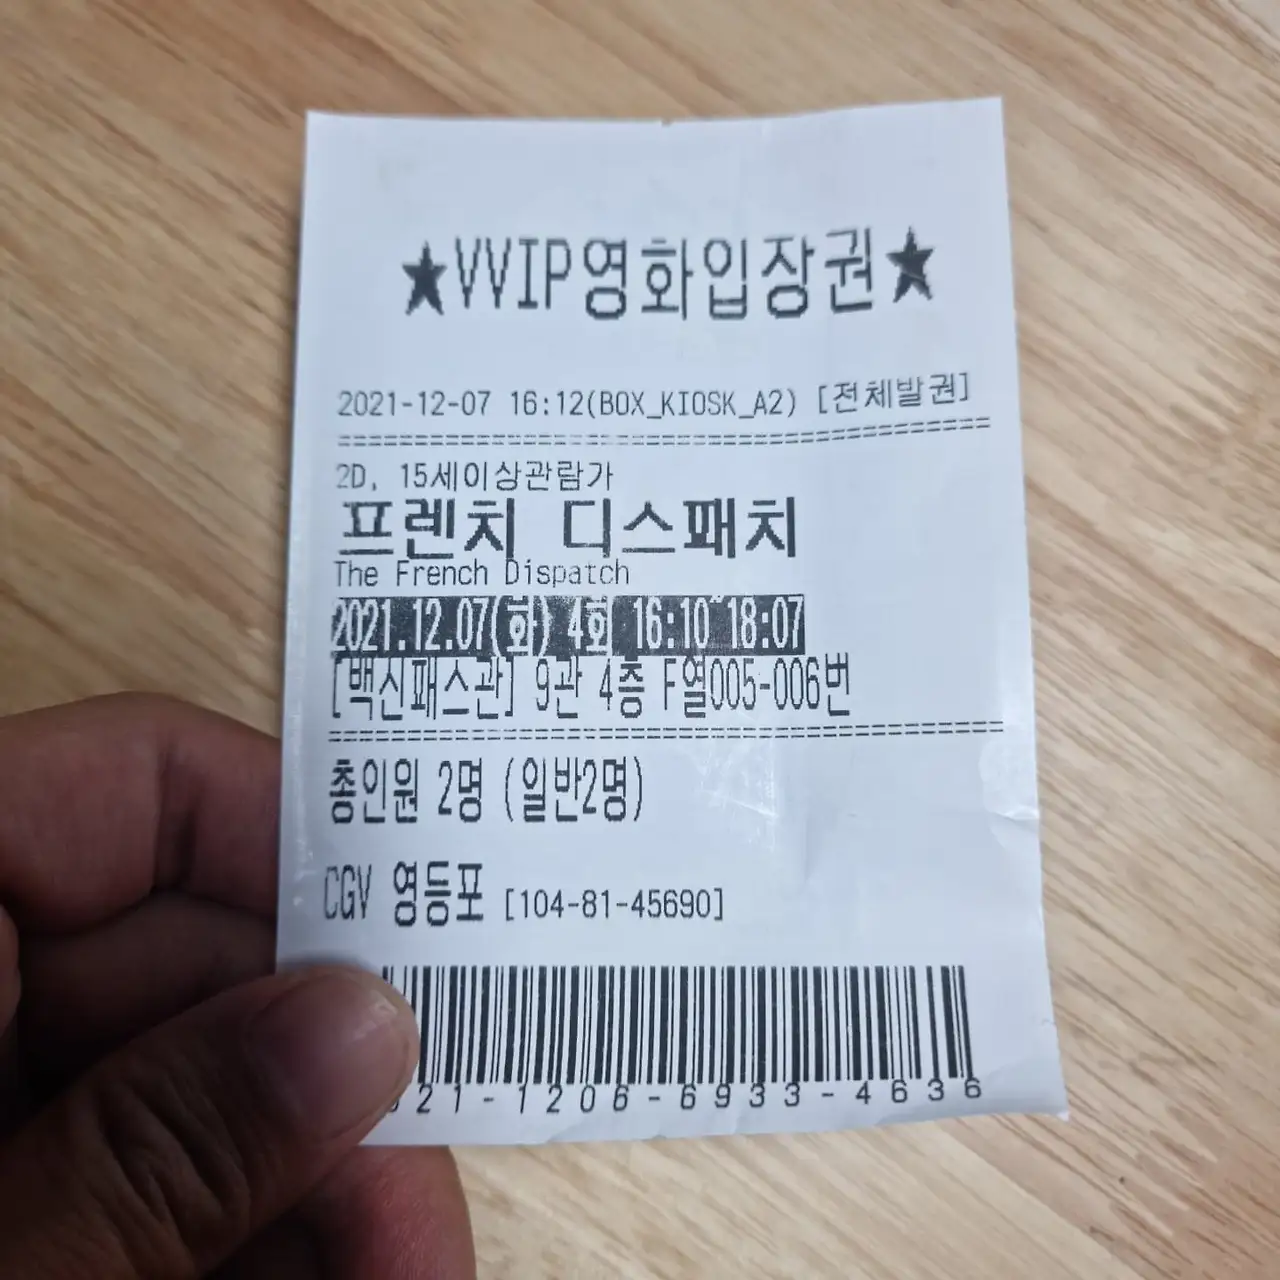 ★VVIP영화입장권★
2021-12-07 16:12(BOX_KIOSK_A2) [전체발권]
==========================================
2D, 15세이상관람가
프렌치 디스패치
The French Dispatch
2021.12.07(화) 4회 16:10~18:07
[백신패스관] 9관 4층 F열005-006번
==========================================
총인원 2명 (일반2명)
CGV 영등포 [104-81-45690]
21-1206-6933-4636